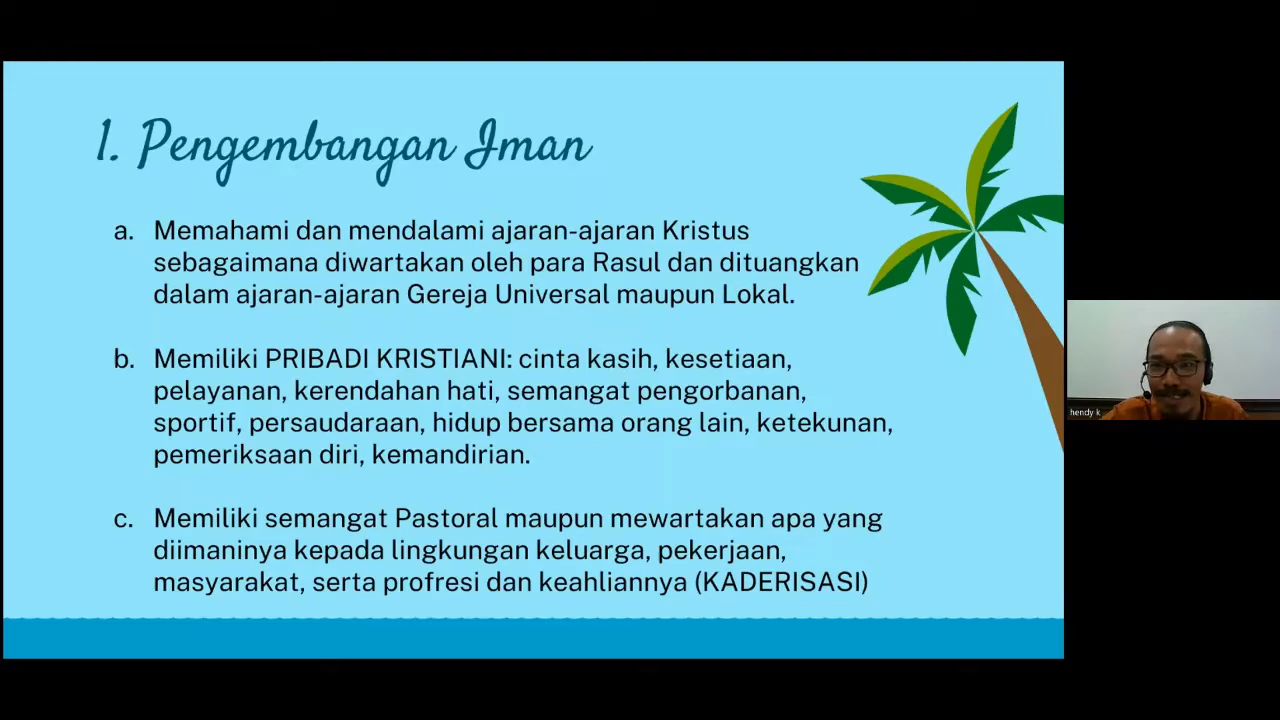 1. Pengembangan Iman
a. Memahami dan mendalami ajaran-ajaran Kristus
sebagaimana diwartakan oleh para Rasul dan dituangkan
dalam ajaran-ajaran Gereja Universal maupun Lokal.
b. Memiliki PRIBADI KRISTIANI: cinta kasih, kesetiaan,
pelayanan, kerendahan hati, semangat pengorbanan,
sportif, persaudaraan, hidup bersama orang lain, ketekunan,
pemeriksaan diri, kemandirian.
c. Memiliki semangat Pastoral maupun mewartakan apa yang
diimaninya kepada lingkungan keluarga, pekerjaan,
masyarakat, serta profresi dan keahliannya (KADERISASI)
hendy k